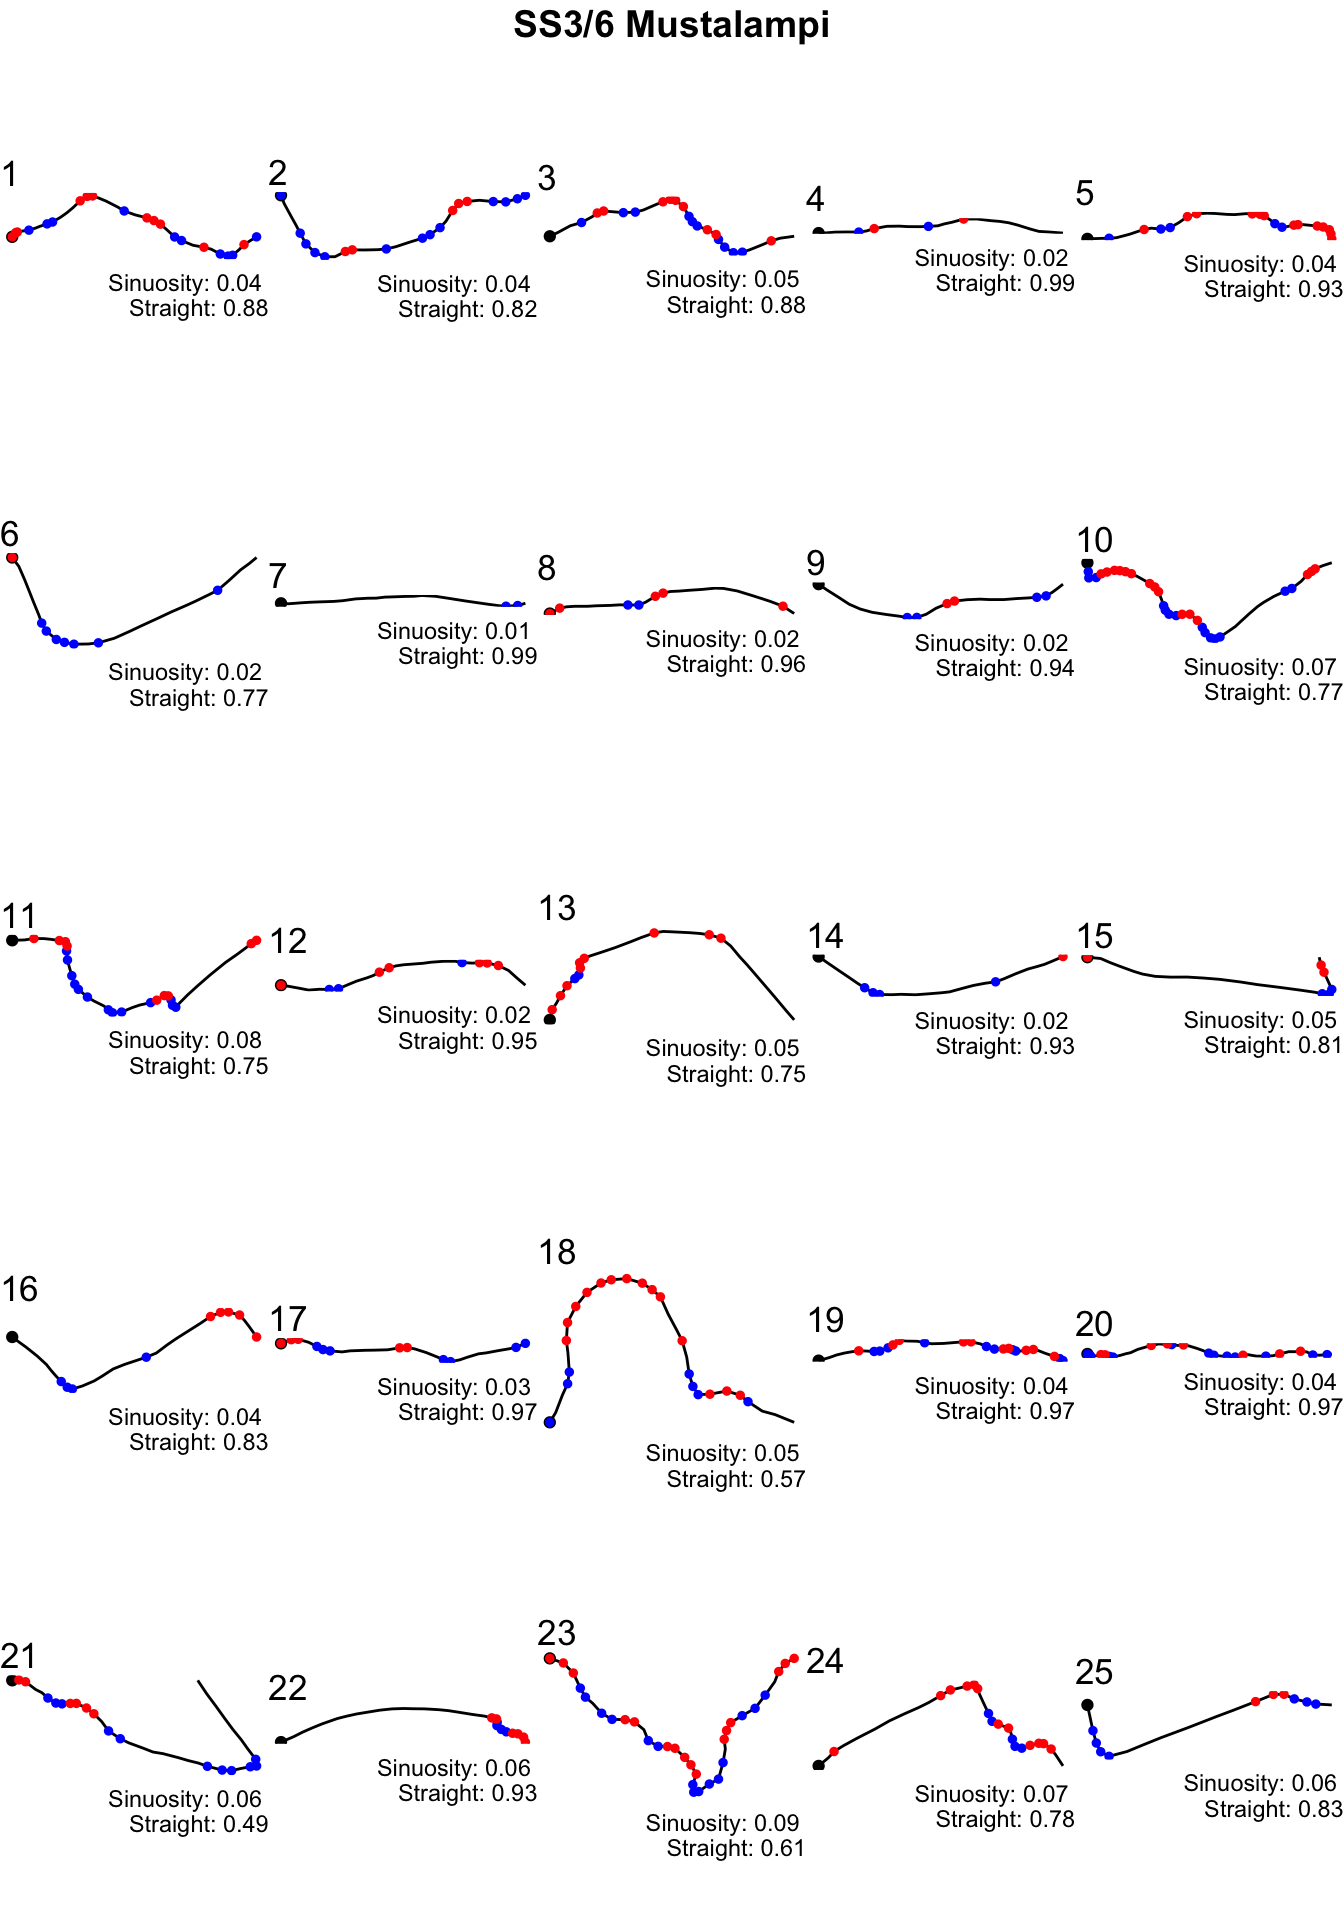 SS3/6 Mustalampi
1
Sinuosity: 0.04
Straight: 0.88
2
Sinuosity: 0.04
Straight: 0.82
3
Sinuosity: 0.05
Straight: 0.88
4
Sinuosity: 0.02
Straight: 0.99
5
Sinuosity: 0.04
Straight: 0.93
6
Sinuosity: 0.02
Straight: 0.77
7
Sinuosity: 0.01
Straight: 0.99
8
Sinuosity: 0.02
Straight: 0.96
9
Sinuosity: 0.02
Straight: 0.94
10
Sinuosity: 0.07
Straight: 0.77
11
Sinuosity: 0.08
Straight: 0.75
12
Sinuosity: 0.02
Straight: 0.95
13
Sinuosity: 0.05
Straight: 0.75
14
Sinuosity: 0.02
Straight: 0.93
15
Sinuosity: 0.05
Straight: 0.81
16
Sinuosity: 0.04
Straight: 0.83
17
Sinuosity: 0.03
Straight: 0.97
18
Sinuosity: 0.05
Straight: 0.57
19
Sinuosity: 0.04
Straight: 0.97
20
Sinuosity: 0.04
Straight: 0.97
21
Sinuosity: 0.06
Straight: 0.49
22
Sinuosity: 0.06
Straight: 0.93
23
Sinuosity: 0.09
Straight: 0.61
24
Sinuosity: 0.07
Straight: 0.78
25
Sinuosity: 0.06
Straight: 0.83